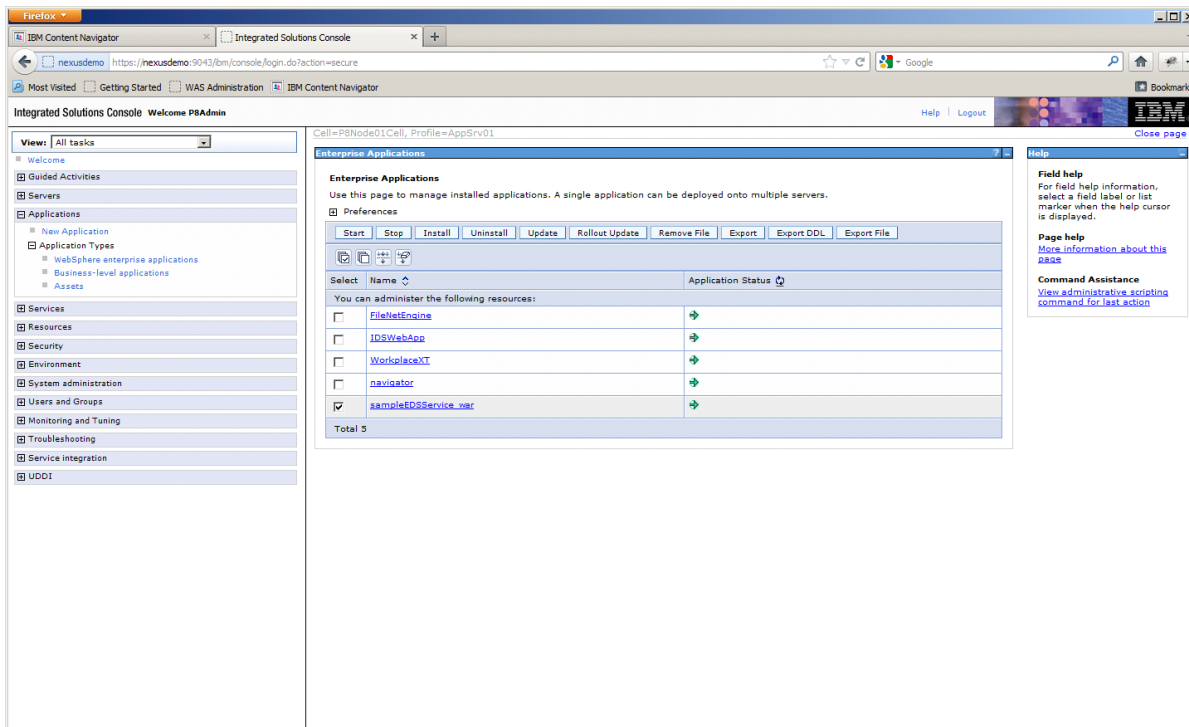 Firefox
IBM Content Navigator
Integrated Solutions Console
nexusdemo https://nexusdemo:9043/ibm/console/login.do?action=secure
Google
Most Visited Getting Started WAS Administration IBM Content Navigator
Bookmark
Integrated Solutions Console Welcome P8Admin
Help Logout
IBM
View: All tasks
Welcome
Guided Activities
Servers
Applications
New Application
Application Types
WebSphere enterprise applications
Business-level applications
Assets
Services
Resources
Security
Environment
System administration
Users and Groups
Monitoring and Tuning
Troubleshooting
Service integration
UDDI
Cell=P8Node01Cell, Profile=AppSrv01
Close page
Enterprise Applications
Enterprise Applications
Use this page to manage installed applications. A single application can be deployed onto multiple servers.
Preferences
Start Stop Install Uninstall Update Rollout Update Remove File Export Export DDL Export File
Select Name Application Status
You can administer the following resources:
FileNetEngine
IDSWebApp
WorkplaceXT
navigator
sampleEDSService_war
Total 5
Help
Field help
For field help information,
select a field label or list
marker when the help cursor
is displayed.
Page help
More information about this
page
Command Assistance
View administrative scripting
command for last action